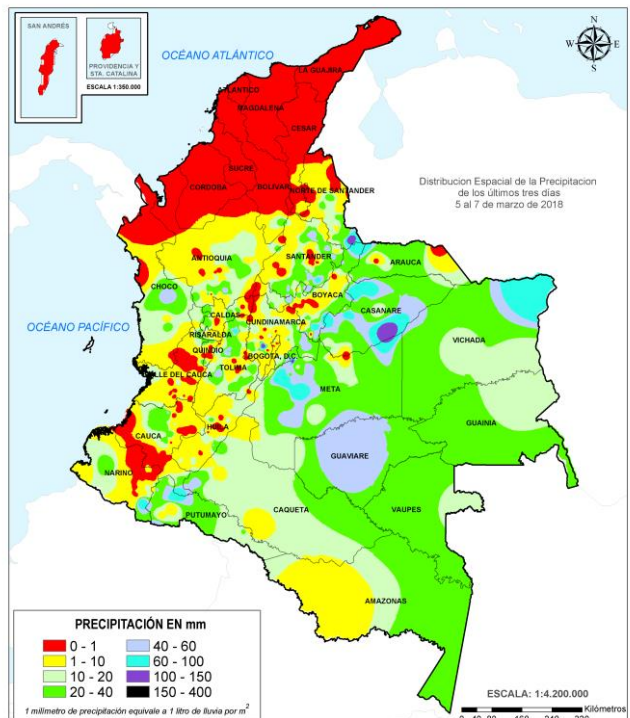 SAN ANDRÉS
PROVIDENCIA Y
STA. CATALINA
ESCALA 1:350.000
OCÉANO ATLÁNTICO
N
W E
S
LA GUAJIRA
ATLANTICO
MAGDALENA
CESAR
SUCRE
CORDOBA
BOLIVAR
NORTE DE SANTANDER
Distribucion Espacial de la Precipitacion
de los últimos tres días
5 al 7 de marzo de 2018
ANTIOQUIA
SANTANDER
ARAUCA
CHOCO
BOYACA
CASANARE
OCÉANO PACÍFICO
CALDAS
CUNDINAMARCA
RISARALDA
VICHADA
QUINDIO
BOGOTA, D.C.
VALLE DEL CAUCA
TOLIMA
META
GUAINIA
CAUCA
HUILA
GUAVIARE
NARIÑO
CAQUETA
VAUPES
PUTUMAYO
AMAZONAS
PRECIPITACIÓN EN mm
0 - 1
40 - 60
1 - 10
60 - 100
10 - 20
100 - 150
20 - 40
150 - 400
1 milímetro de precipitación equivale a 1 litro de lluvia por m2
ESCALA: 1:4.200.000
Kilómetros